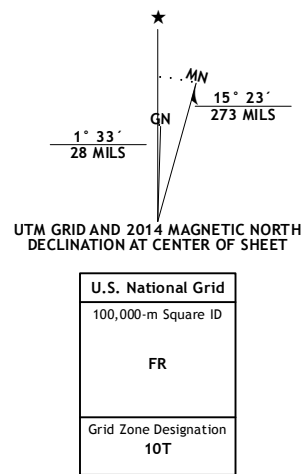 ★
MN
GN
15° 23´
273 MILS
1° 33´
28 MILS
UTM GRID AND 2014 MAGNETIC NORTH
DECLINATION AT CENTER OF SHEET
U.S. National Grid
100,000-m Square ID
FR
Grid Zone Designation
10T